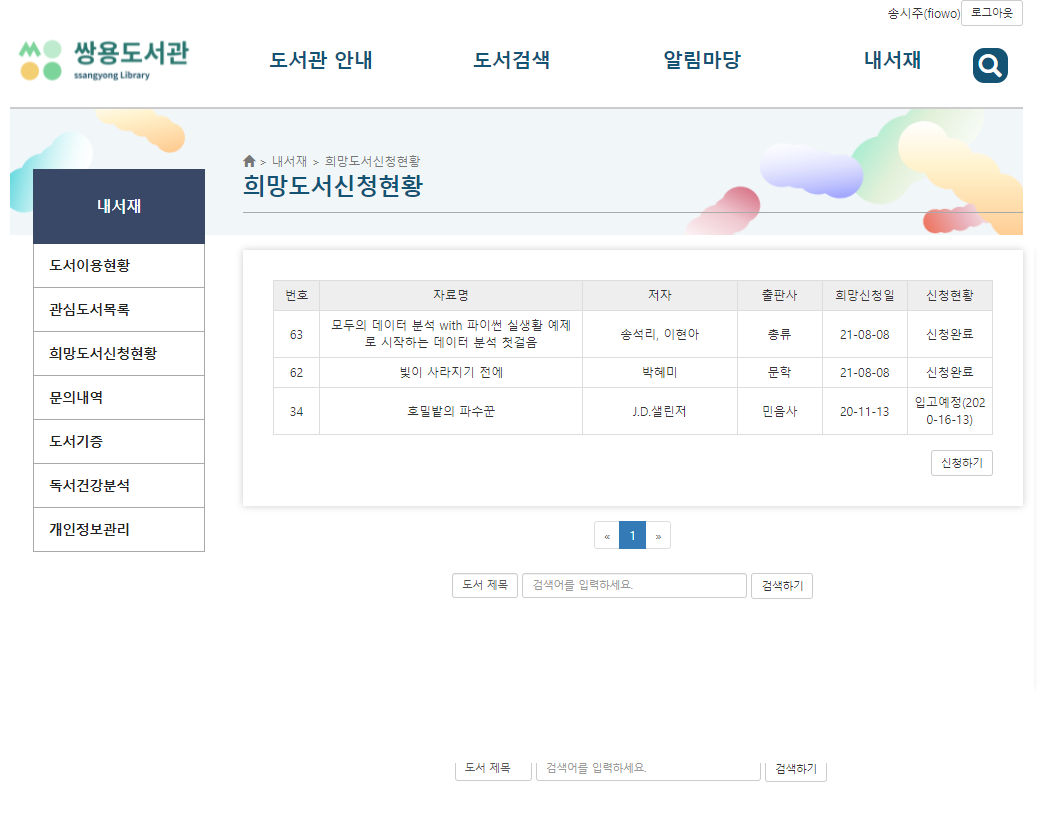 송시주(fiowo) 로그아웃
쌍용도서관
ssangyong Library
도서관 안내 도서검색 알림마당 내서재
> 내서재 > 희망도서신청현황
희망도서신청현황
내서재
도서이용현황
관심도서목록
희망도서신청현황
문의내역
도서기증
독서건강분석
개인정보관리
번호 자료명 저자 출판사 희망신청일 신청현황
63 모두의 데이터 분석 with 파이썬 실생활 예제 송석리, 이현아 총류 21-08-08 신청완료
로 시작하는 데이터 분석 첫걸음
62 빛이 사라지기 전에 박혜미 문학 21-08-08 신청완료
34 호밀밭의 파수꾼 J.D.샐린저 민음사 20-11-13 입고예정(202
0-16-13)
신청하기
« 1 »
도서 제목 검색어를 입력하세요. 검색하기
도서 제목 검색어를 입력하세요. 검색하기